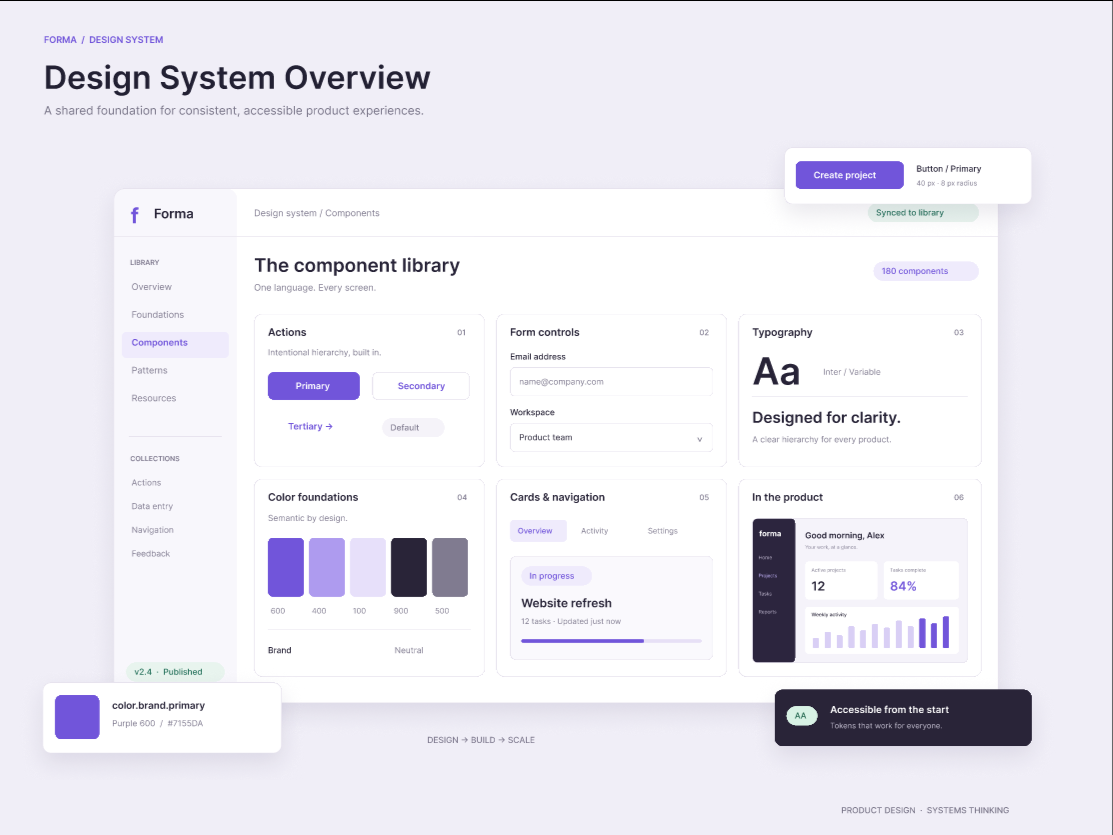 FORMA / DESIGN SYSTEM
Design System Overview
A shared foundation for consistent, accessible product experiences.
Create project
Button / Primary
40 px · 8 px radius
f Forma
Design system / Components
Synced to library
LIBRARY
Overview
Foundations
Components
Patterns
Resources
COLLECTIONS
Actions
Data entry
Navigation
Feedback
v2.4 · Published
The component library
One language. Every screen.
180 components
Actions 01
Intentional hierarchy, built in.
Primary Secondary
Tertiary → Default
Form controls 02
Email address
name@company.com
Workspace
Product team v
Typography 03
Aa Inter / Variable
Designed for clarity.
A clear hierarchy for every product.
Color foundations 04
Semantic by design.
600 400 100 900 500
Brand Neutral
Cards & navigation 05
Overview Activity Settings
In progress
Website refresh
12 tasks · Updated just now
In the product 06
forma
Home
Projects
Tasks
Reports
Good morning, Alex
Your work, at a glance.
Active projects
12
Tasks complete
84%
Weekly activity
color.brand.primary
Purple 600 / #7155DA
AA
Accessible from the start
Tokens that work for everyone.
DESIGN → BUILD → SCALE
PRODUCT DESIGN · SYSTEMS THINKING